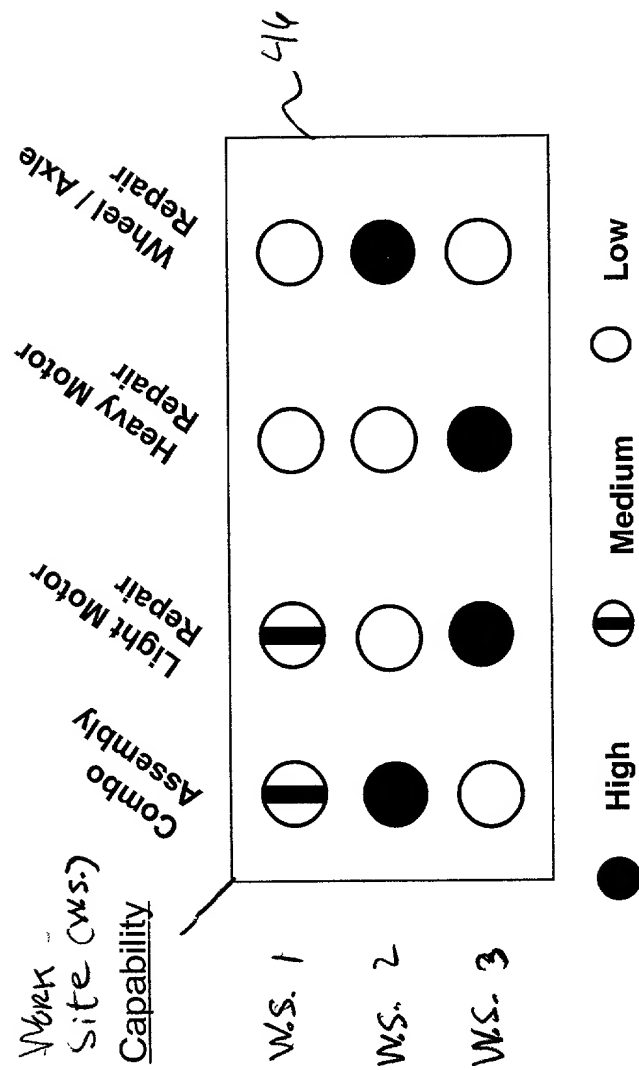 Work
Site (W.S.)
Capability
Combo
Assembly
Light Motor
Repair
Heavy Motor
Repair
Wheel / Axle
Repair
46
W.S. 1
W.S. 2
W.S. 3
High
Medium
Low